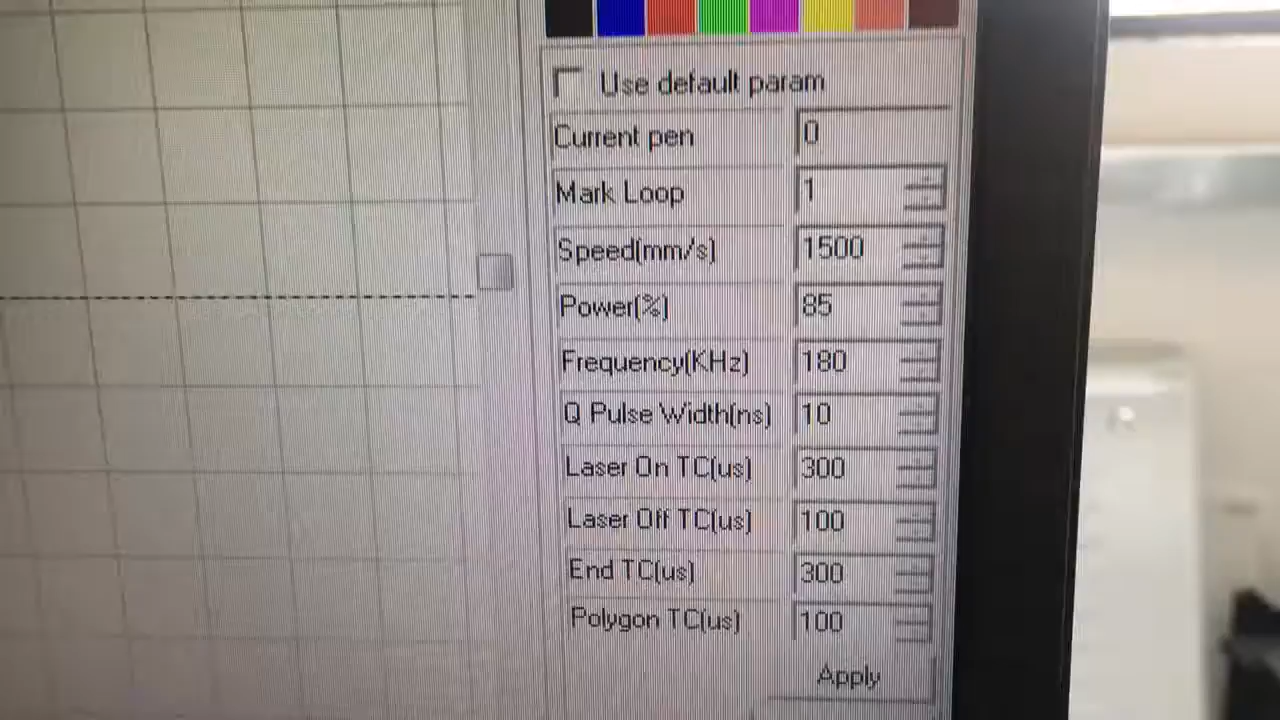 Use default param
Current pen 0
Mark Loop 1
Speed(mm/s) 1500
Power(%) 85
Frequency(KHz) 180
Q Pulse Width(ns) 10
Laser On TC(us) 300
Laser Off TC(us) 100
End TC(us) 300
Polygon TC(us) 100
Apply